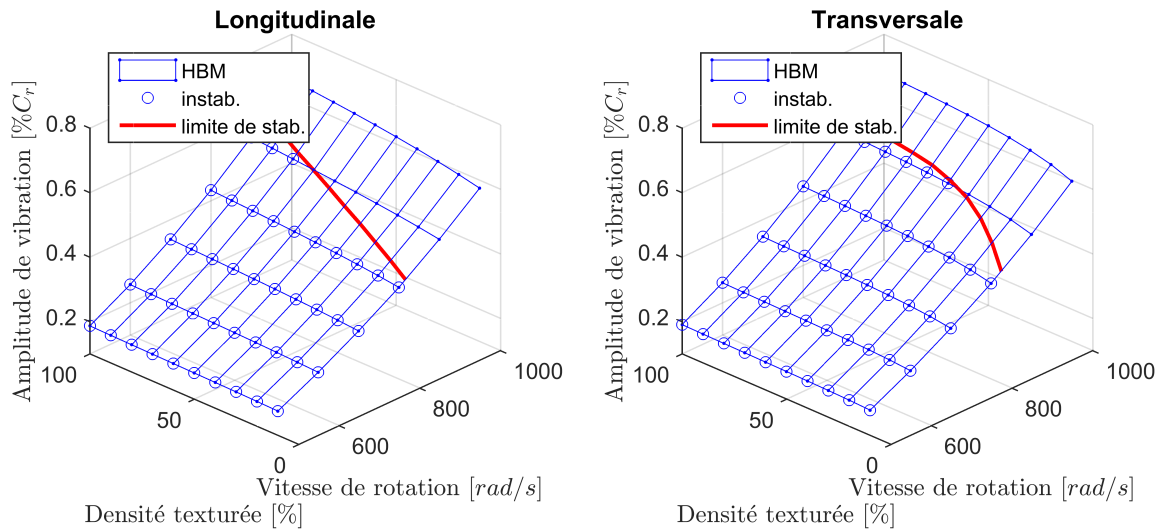 Longitudinale
HBM
instab.
limite de stab.
Amplitude de vibration [%C_r]
0.8
0.6
0.4
0.2
100
50
0
600
800
1000
Vitesse de rotation [rad/s]
Densité texturée [%]
Transversale
HBM
instab.
limite de stab.
Amplitude de vibration [%C_r]
0.8
0.6
0.4
0.2
100
50
0
600
800
1000
Vitesse de rotation [rad/s]
Densité texturée [%]